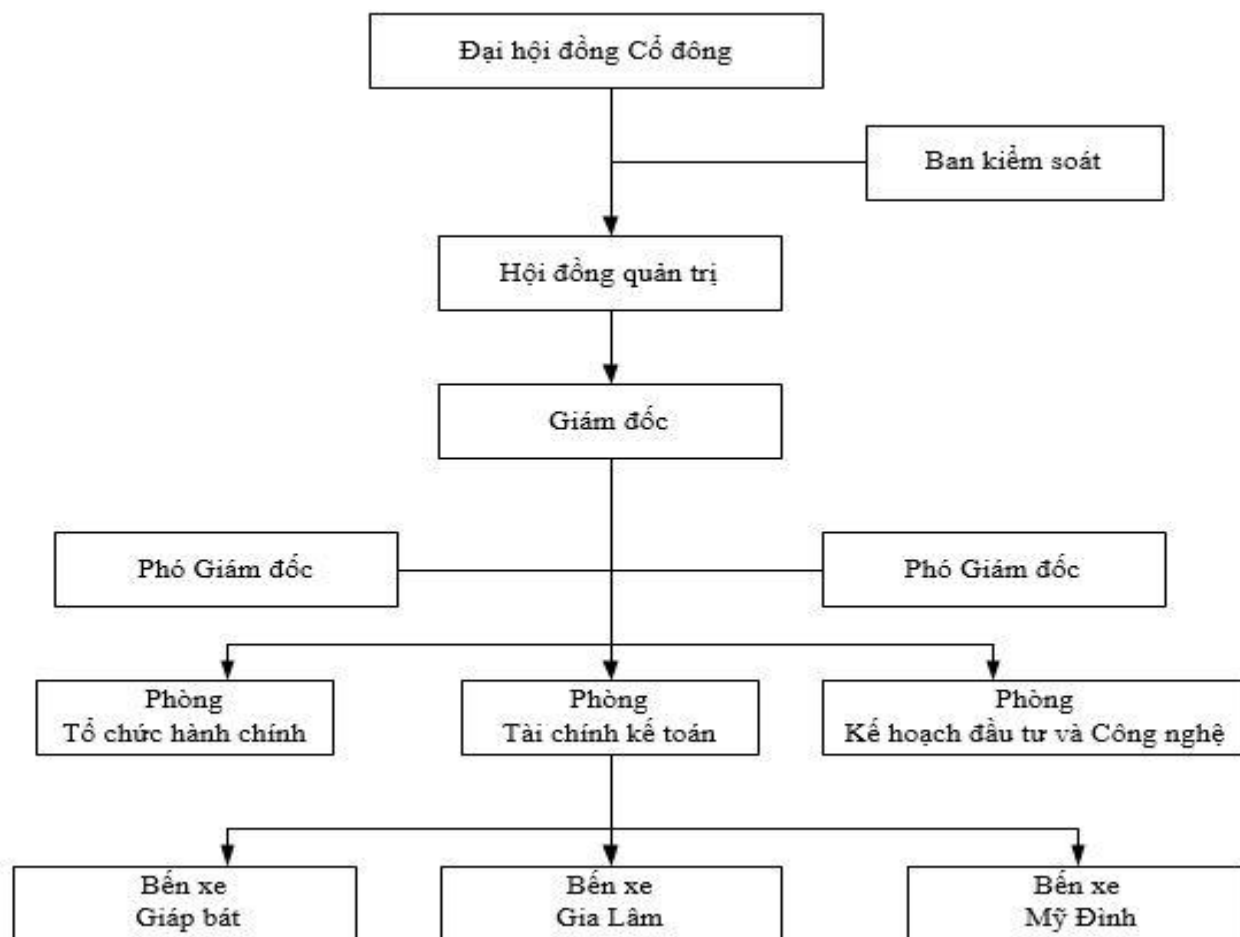 Đại hội đồng Cổ đông
Ban kiểm soát
Hội đồng quản trị
Giám đốc
Phó Giám đốc
Phó Giám đốc
Phòng
Tổ chức hành chính
Phòng
Tài chính kế toán
Phòng
Kế hoạch đầu tư và Công nghệ
Bến xe
Giáp bát
Bến xe
Gia Lâm
Bến xe
Mỹ Đình